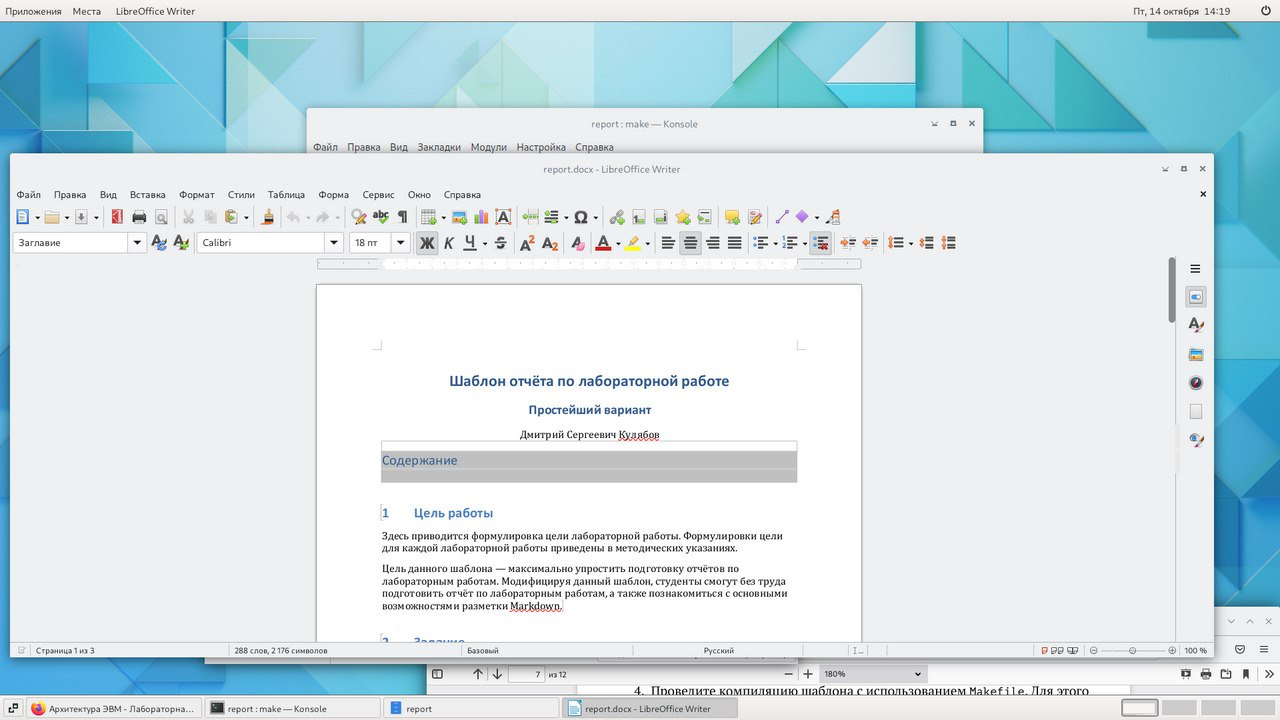 Приложения Места LibreOffice Writer Пт, 14 октября 14:19
report : make — Konsole
Файл Правка Вид Закладки Модули Настройка Справка
report.docx - LibreOffice Writer
Файл Правка Вид Вставка Формат Стили Таблица Форма Сервис Окно Справка
Заглавие Calibri 18 пт Ж К Ч S A² A₂
Шаблон отчёта по лабораторной работе
Простейший вариант
Дмитрий Сергеевич Кулябов
Содержание
1 Цель работы
Здесь приводится формулировка цели лабораторной работы. Формулировки цели
для каждой лабораторной работы приведены в методических указаниях.
Цель данного шаблона — максимально упростить подготовку отчётов по
лабораторным работам. Модифицируя данный шаблон, студенты смогут без труда
подготовить отчёт по лабораторным работам, а также познакомиться с основными
возможностями разметки Markdown.
2 Задание
Страница 1 из 3 288 слов, 2 176 символов Базовый Русский 100 %
7 из 12 180%
4. Проведите компиляцию шаблона с использованием Makefile. Для этого
Архитектура ЭВМ - Лабораторна... report : make — Konsole report report.docx - LibreOffice Writer